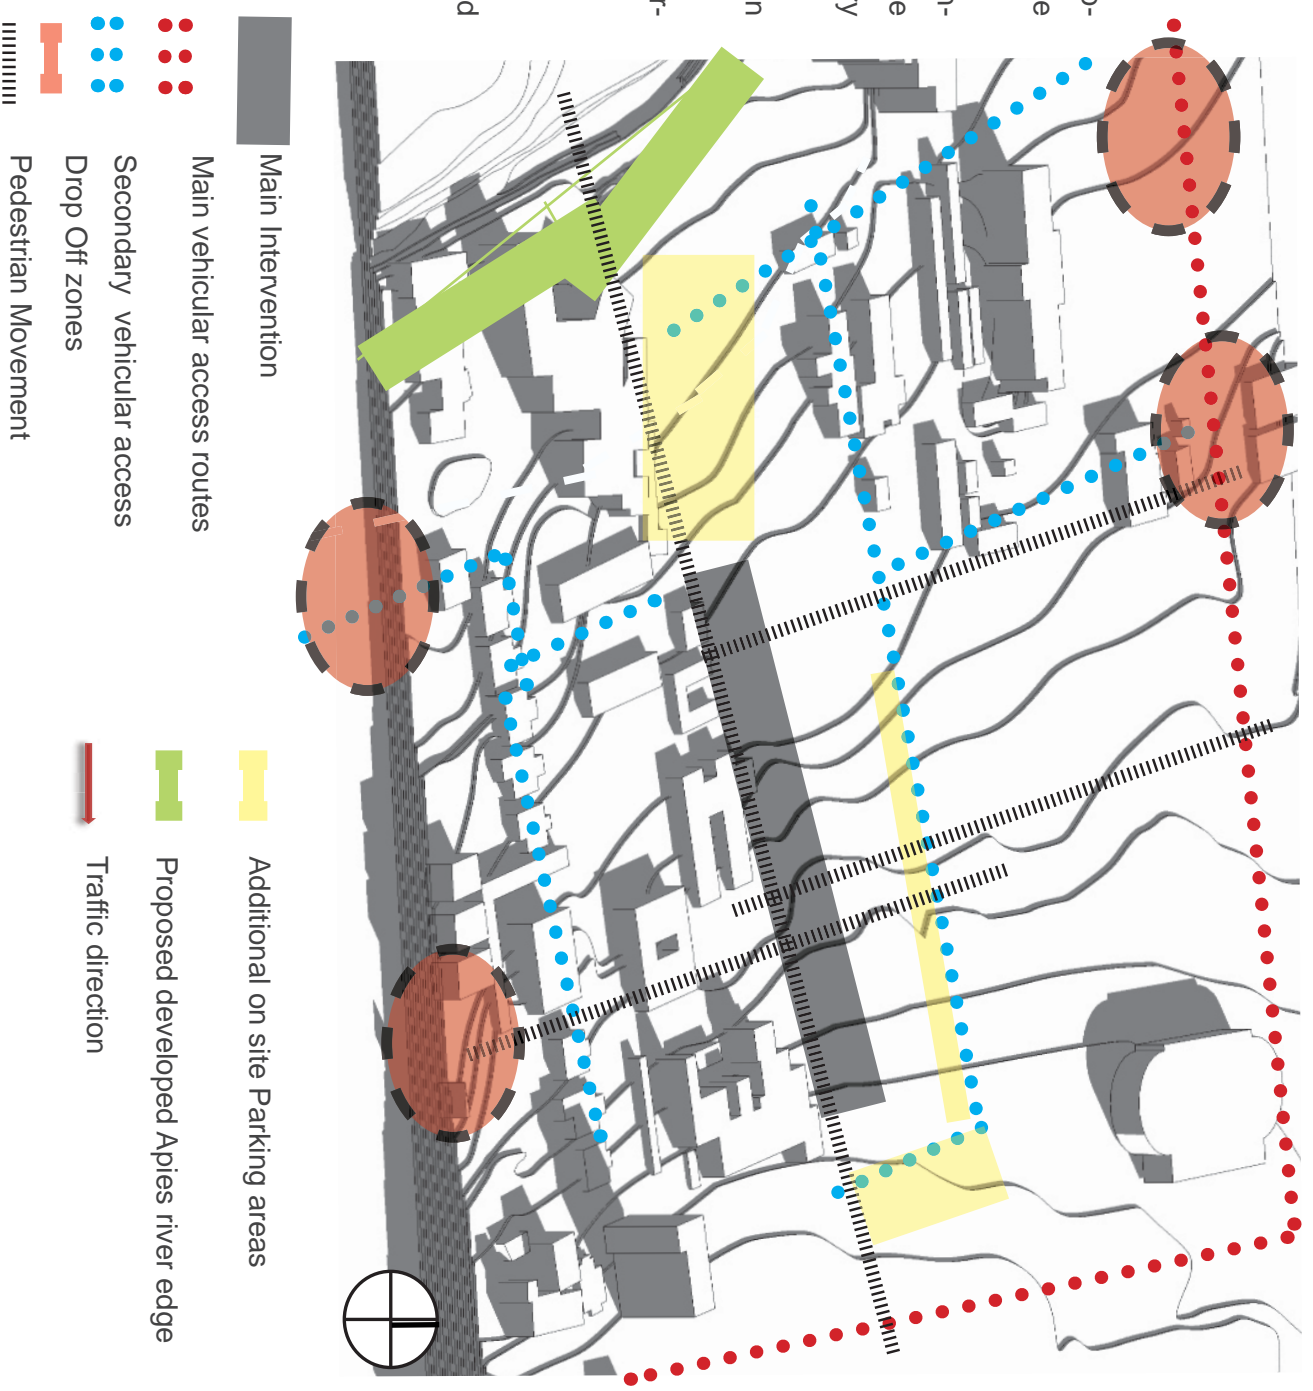 d
r-
n
ry
e
n-
e
o-
Main Intervention
Main vehicular access routes
Secondary vehicular access
Drop Off zones
Pedestrian Movement
Additional on site Parking areas
Proposed developed Apies river edge
Traffic direction